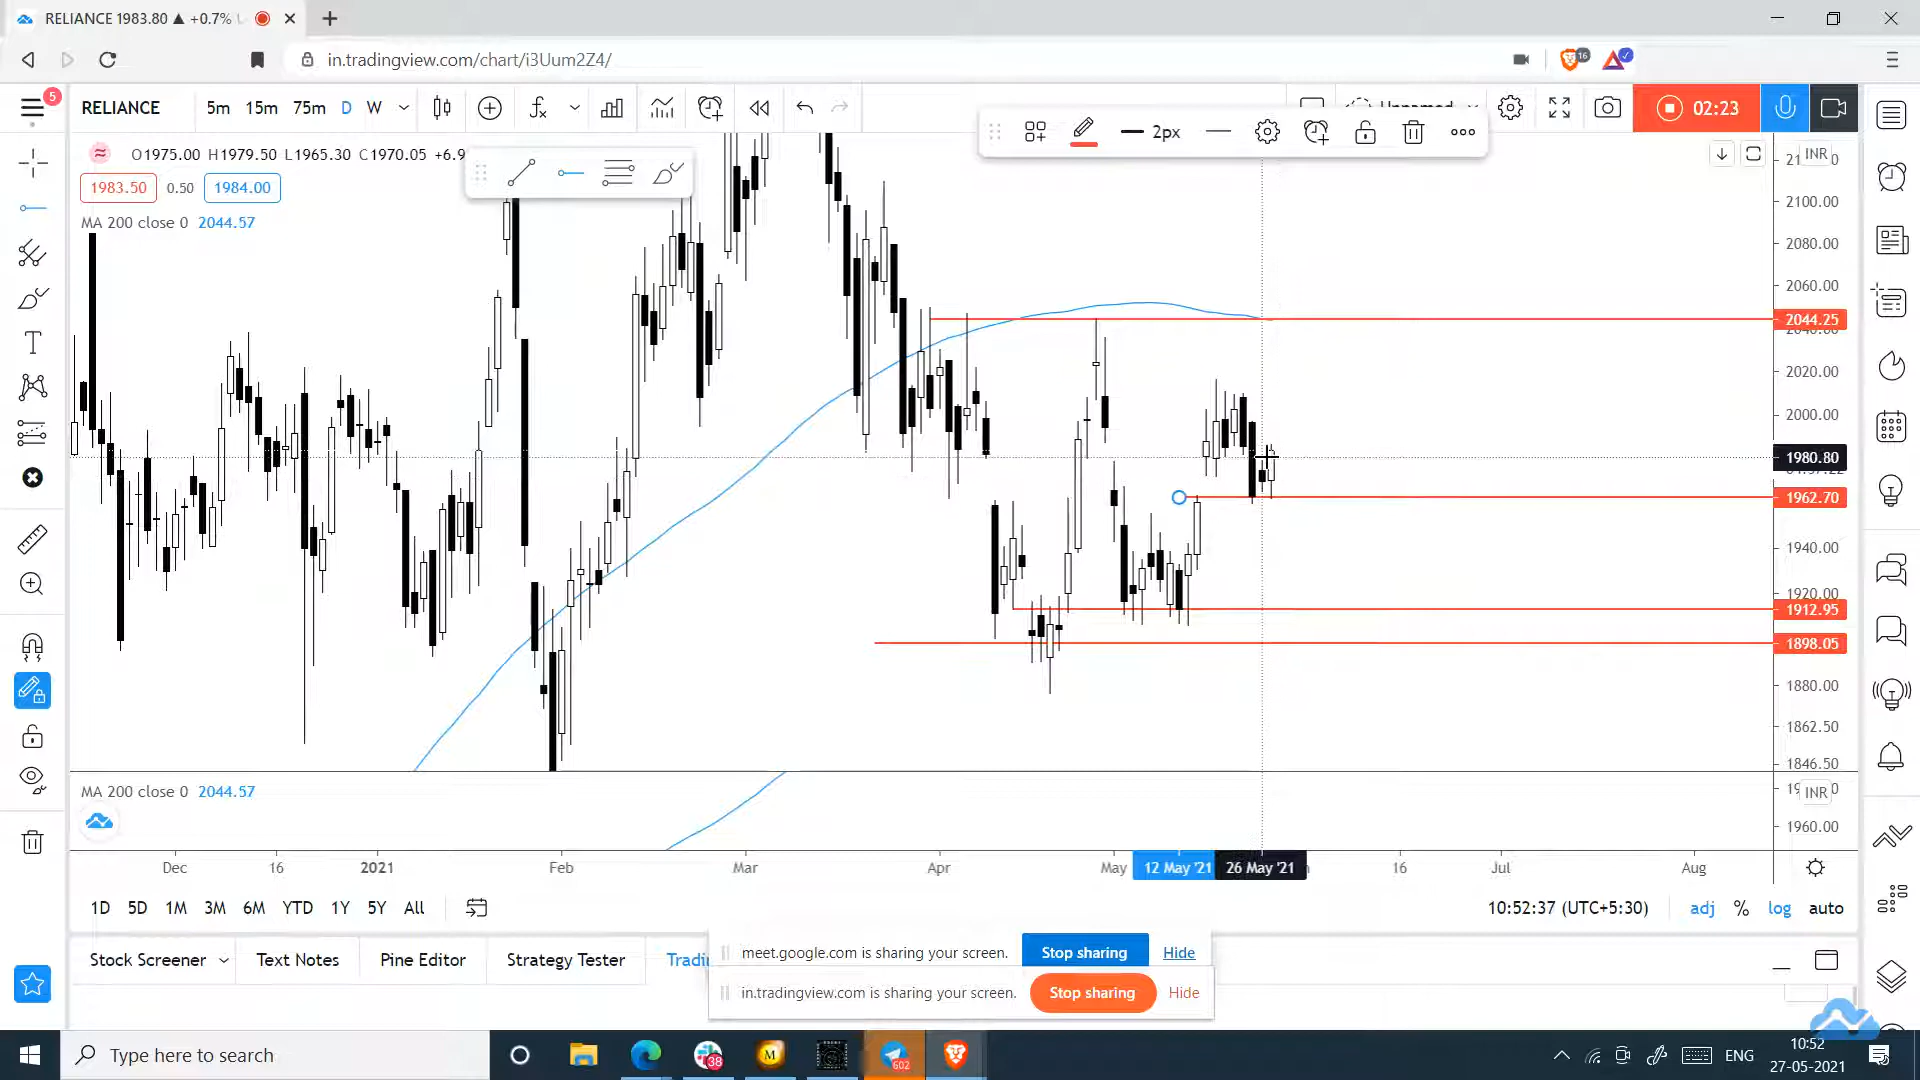 RELIANCE 1983.80 ▲ +0.7%
in.tradingview.com/chart/i3Uum2Z4/
16
5
RELIANCE 5m 15m 75m D W
02:23
2px
O1975.00 H1979.50 L1965.30 C1970.05 +6.9
INR
1983.50 0.50 1984.00
MA 200 close 0 2044.57
2100.00
2080.00
2060.00
2044.25
2020.00
2000.00
1980.80
1962.70
1940.00
1920.00
1912.95
1898.05
1880.00
1862.50
1846.50
MA 200 close 0 2044.57
INR
1960.00
Dec 16 2021 Feb Mar Apr May 12 May '21 26 May '21 16 Jul Aug
1D 5D 1M 3M 6M YTD 1Y 5Y All
10:52:37 (UTC+5:30) adj % log auto
Stock Screener Text Notes Pine Editor Strategy Tester Tradi
meet.google.com is sharing your screen. Stop sharing Hide
in.tradingview.com is sharing your screen. Stop sharing Hide
Type here to search
38
602
ENG
10:52
27-05-2021